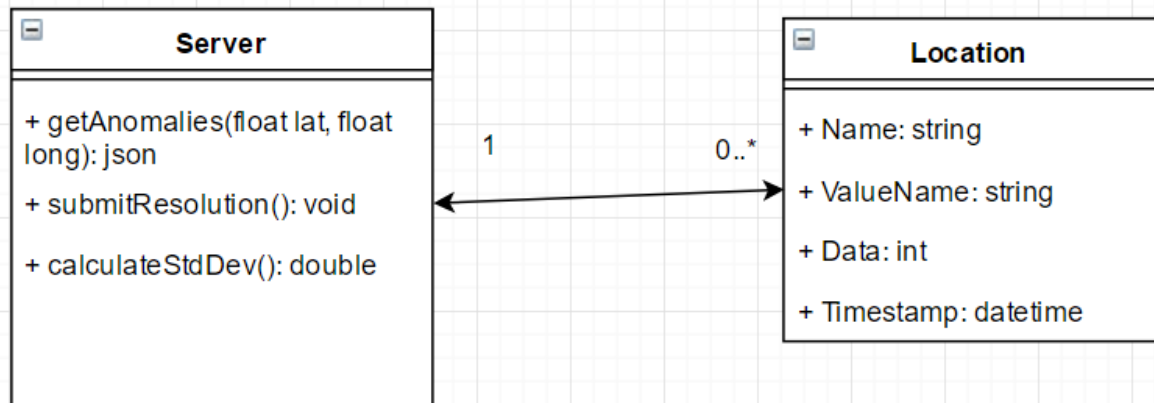 Server
+ getAnomalies(float lat, float
long): json
+ submitResolution(): void
+ calculateStdDev(): double
1
0..*
Location
+ Name: string
+ ValueName: string
+ Data: int
+ Timestamp: datetime